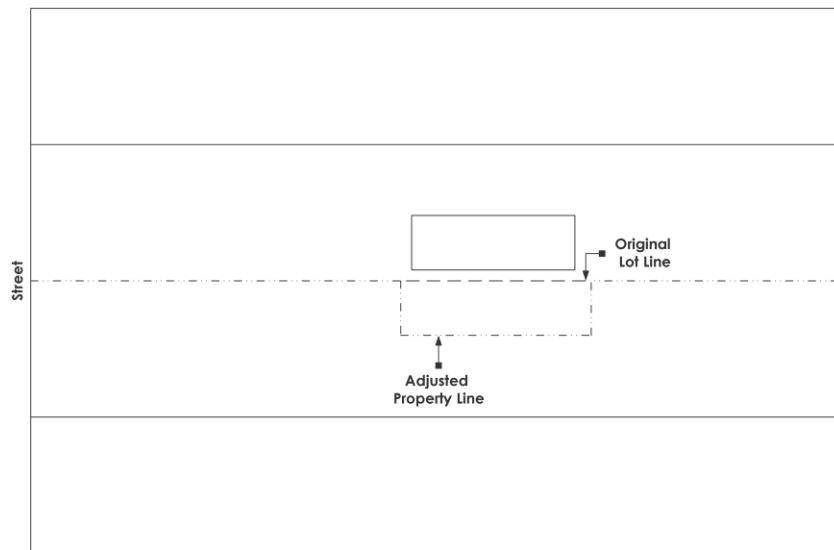 Street
Original
Lot Line
Adjusted
Property Line